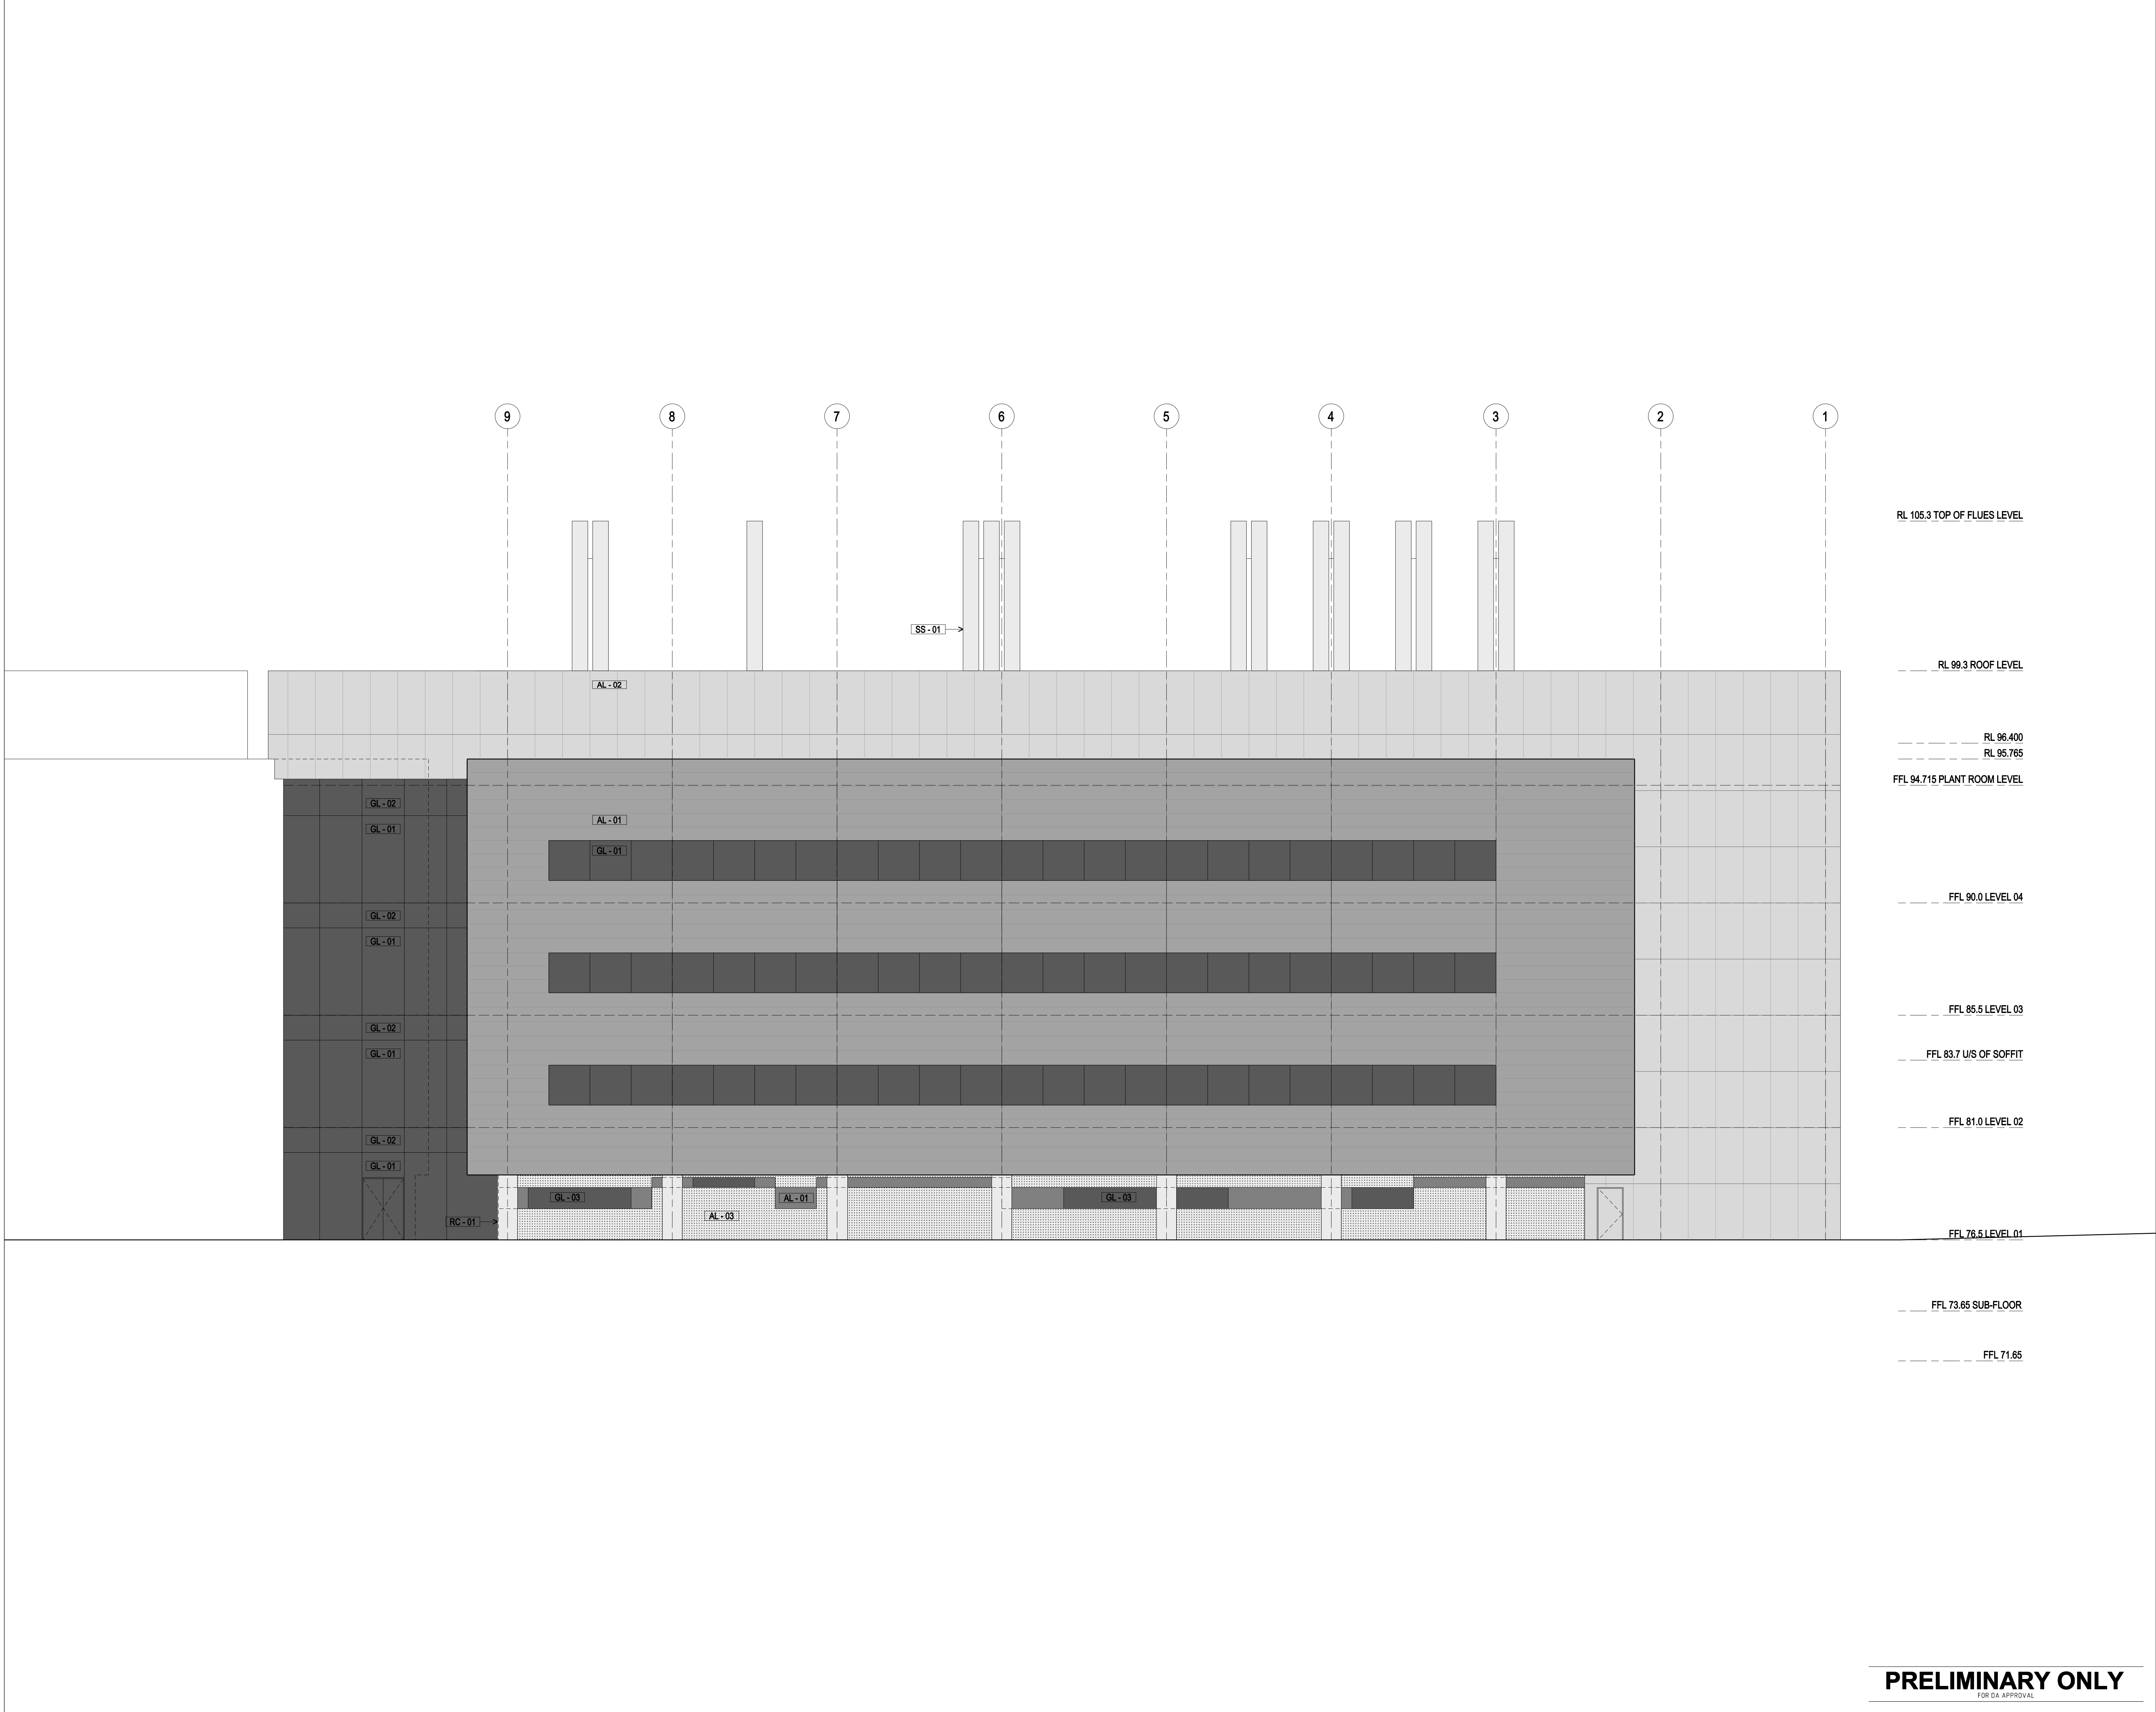 9 8 7 6 5 4 3 2 1
RL 105.3 TOP OF FLUES LEVEL
SS - 01
RL 99.3 ROOF LEVEL
AL - 02
RL 96.400
RL 95.765
FFL 94.715 PLANT ROOM LEVEL
GL - 02
AL - 01
GL - 01
GL - 01
FFL 90.0 LEVEL 04
GL - 02
GL - 01
FFL 85.5 LEVEL 03
GL - 02
GL - 01
FFL 83.7 U/S OF SOFFIT
FFL 81.0 LEVEL 02
GL - 02
GL - 01
GL - 03
AL - 01
GL - 03
AL - 03
RC - 01
FFL 76.5 LEVEL 01
FFL 73.65 SUB-FLOOR
FFL 71.65
PRELIMINARY ONLY
FOR DA APPROVAL